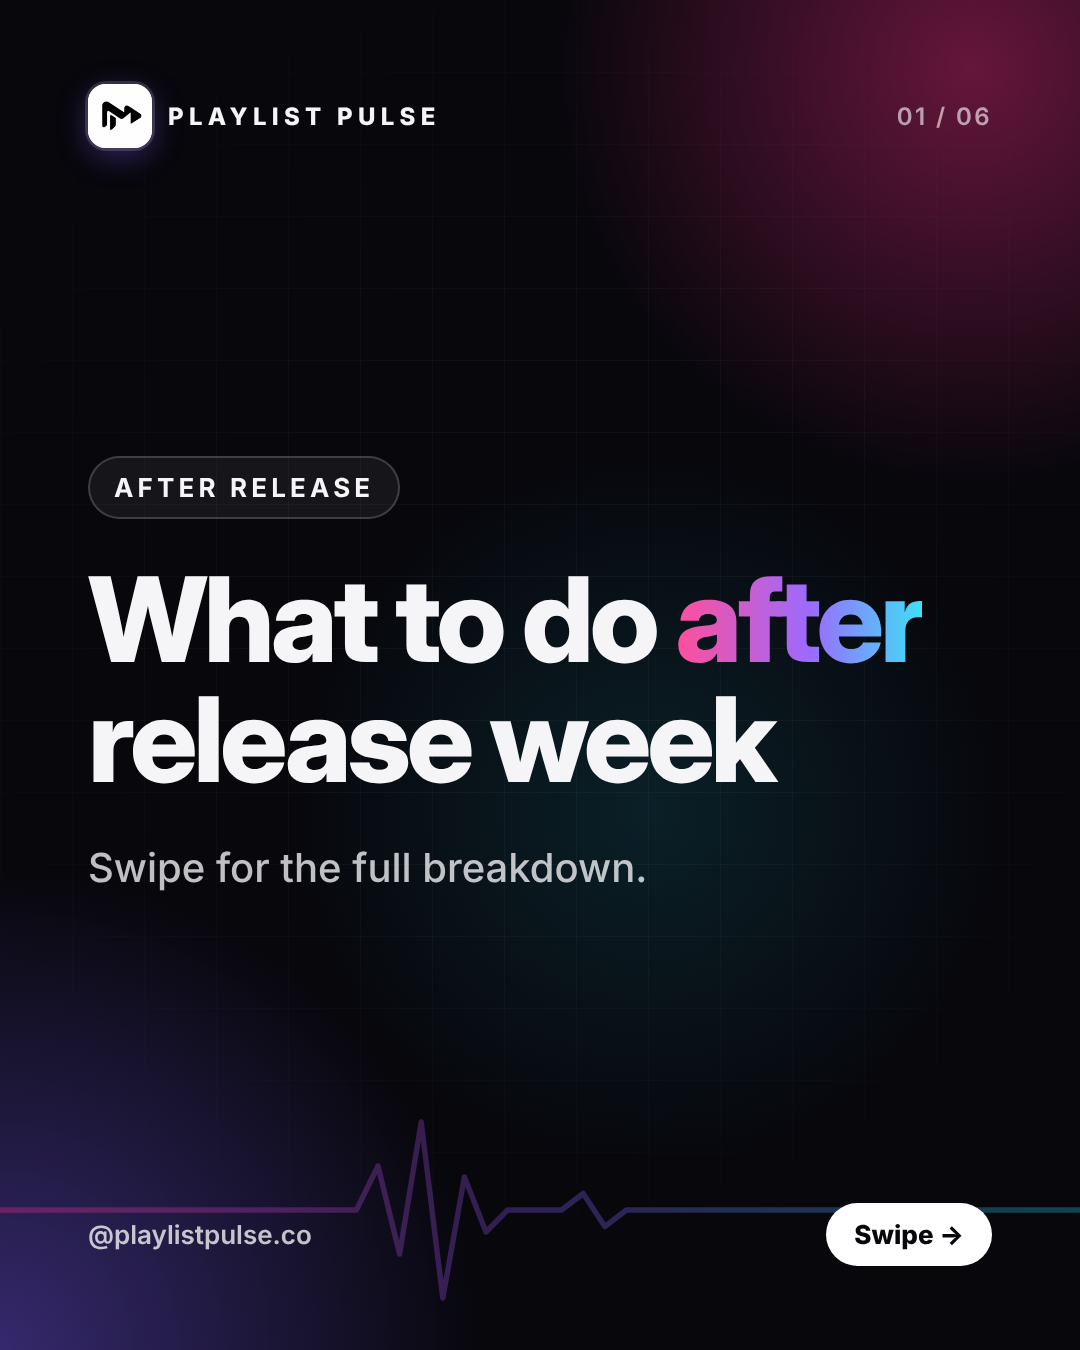 PLAYLIST PULSE
01 / 06
AFTER RELEASE
What to do after
release week
Swipe for the full breakdown.
@playlistpulse.co
Swipe →